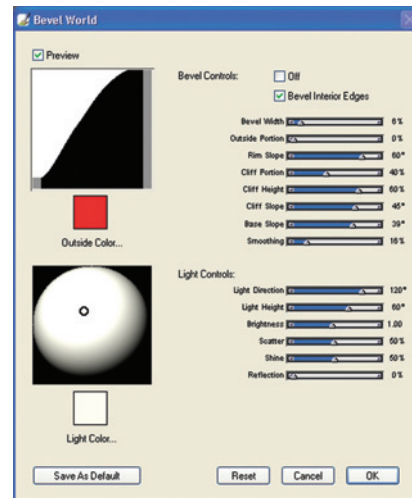 Bevel World
Preview
Bevel Controls: Off
Bevel Interior Edges
Bevel Width 6%
Outside Portion 0%
Rim Slope 60°
Cliff Portion 40%
Cliff Height 60%
Cliff Slope 45°
Base Slope 39°
Smoothing 16%
Outside Color...
Light Controls:
Light Direction 120°
Light Height 60°
Brightness 1.00
Scatter 50%
Shine 50%
Reflection 0%
Light Color...
Save As Default Reset Cancel OK